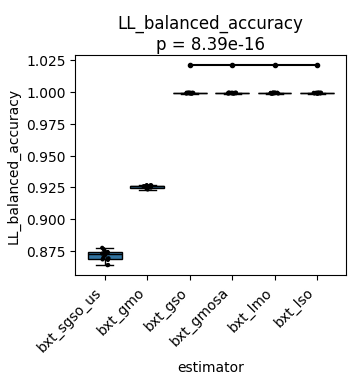 LL_balanced_accuracy
p = 8.39e-16
LL_balanced_accuracy
1.025
1.000
0.975
0.950
0.925
0.900
0.875
bxt_sgso_us
bxt_gmo
bxt_gso
bxt_gmosa
bxt_lmo
bxt_lso
estimator